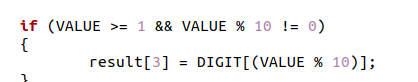 if (VALUE >= 1 && VALUE % 10 != 0)
{
result[3] = DIGIT[(VALUE % 10)];
}